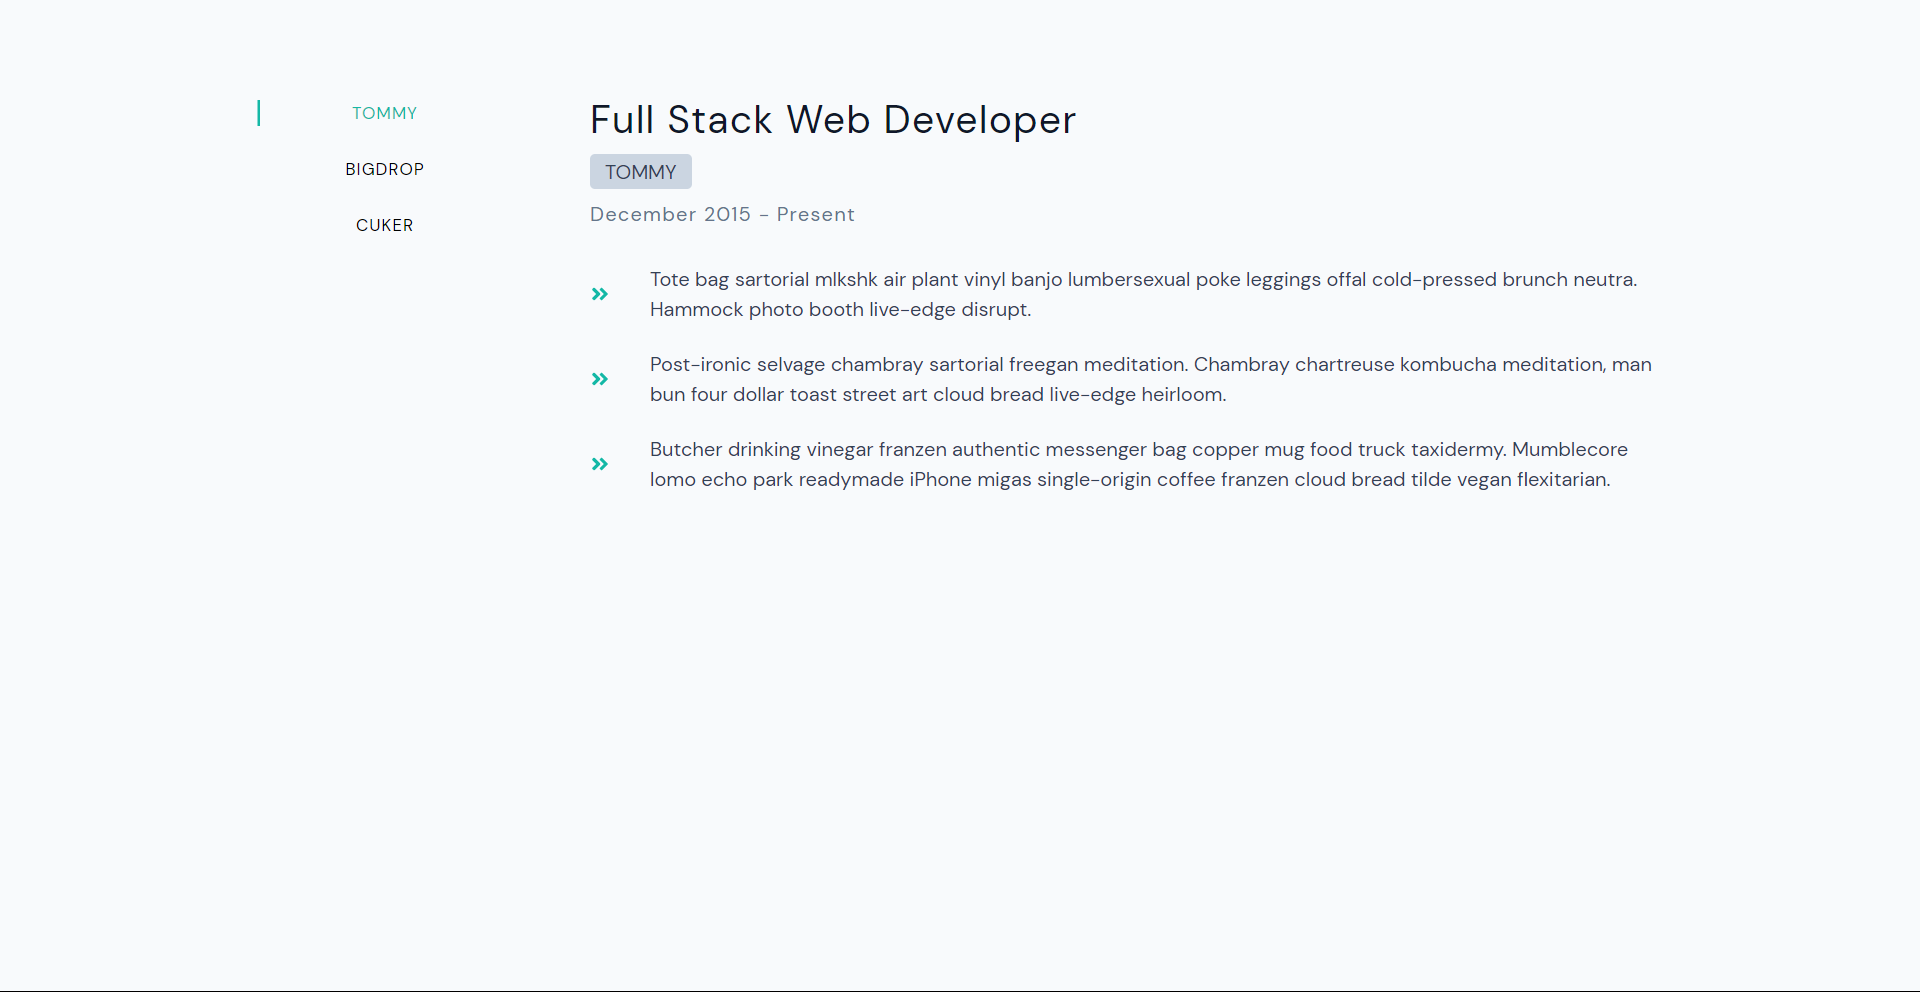 TOMMY
BIGDROP
CUKER
Full Stack Web Developer
TOMMY
December 2015 - Present
Tote bag sartorial mlkshk air plant vinyl banjo lumbersexual poke leggings offal cold-pressed brunch neutra.
Hammock photo booth live-edge disrupt.
Post-ironic selvage chambray sartorial freegan meditation. Chambray chartreuse kombucha meditation, man
bun four dollar toast street art cloud bread live-edge heirloom.
Butcher drinking vinegar franzen authentic messenger bag copper mug food truck taxidermy. Mumblecore
lomo echo park readymade iPhone migas single-origin coffee franzen cloud bread tilde vegan flexitarian.